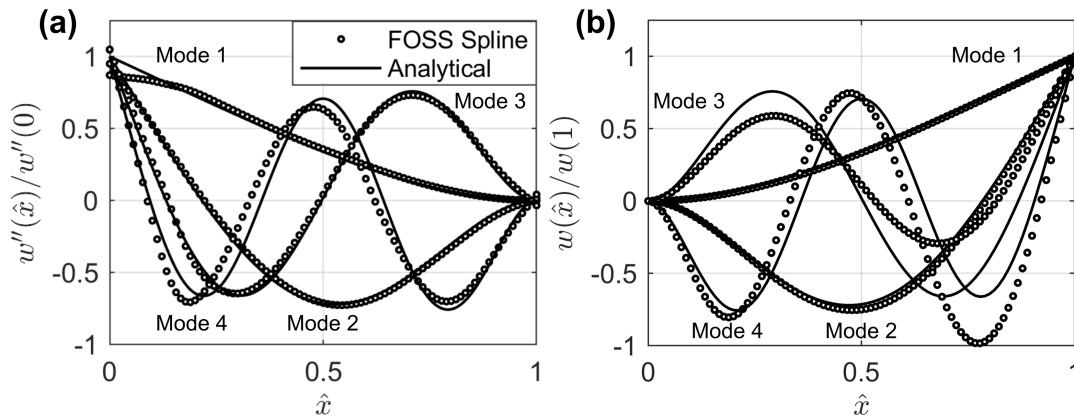 (a)
FOSS Spline
Analytical
Mode 1
Mode 3
Mode 4
Mode 2
1
0.5
0
-0.5
-1
0
0.5
1
w''(x̂)/w''(0)
x̂
(b)
Mode 1
Mode 3
Mode 4
Mode 2
1
0.5
0
-0.5
-1
0
0.5
1
w(x̂)/w(1)
x̂